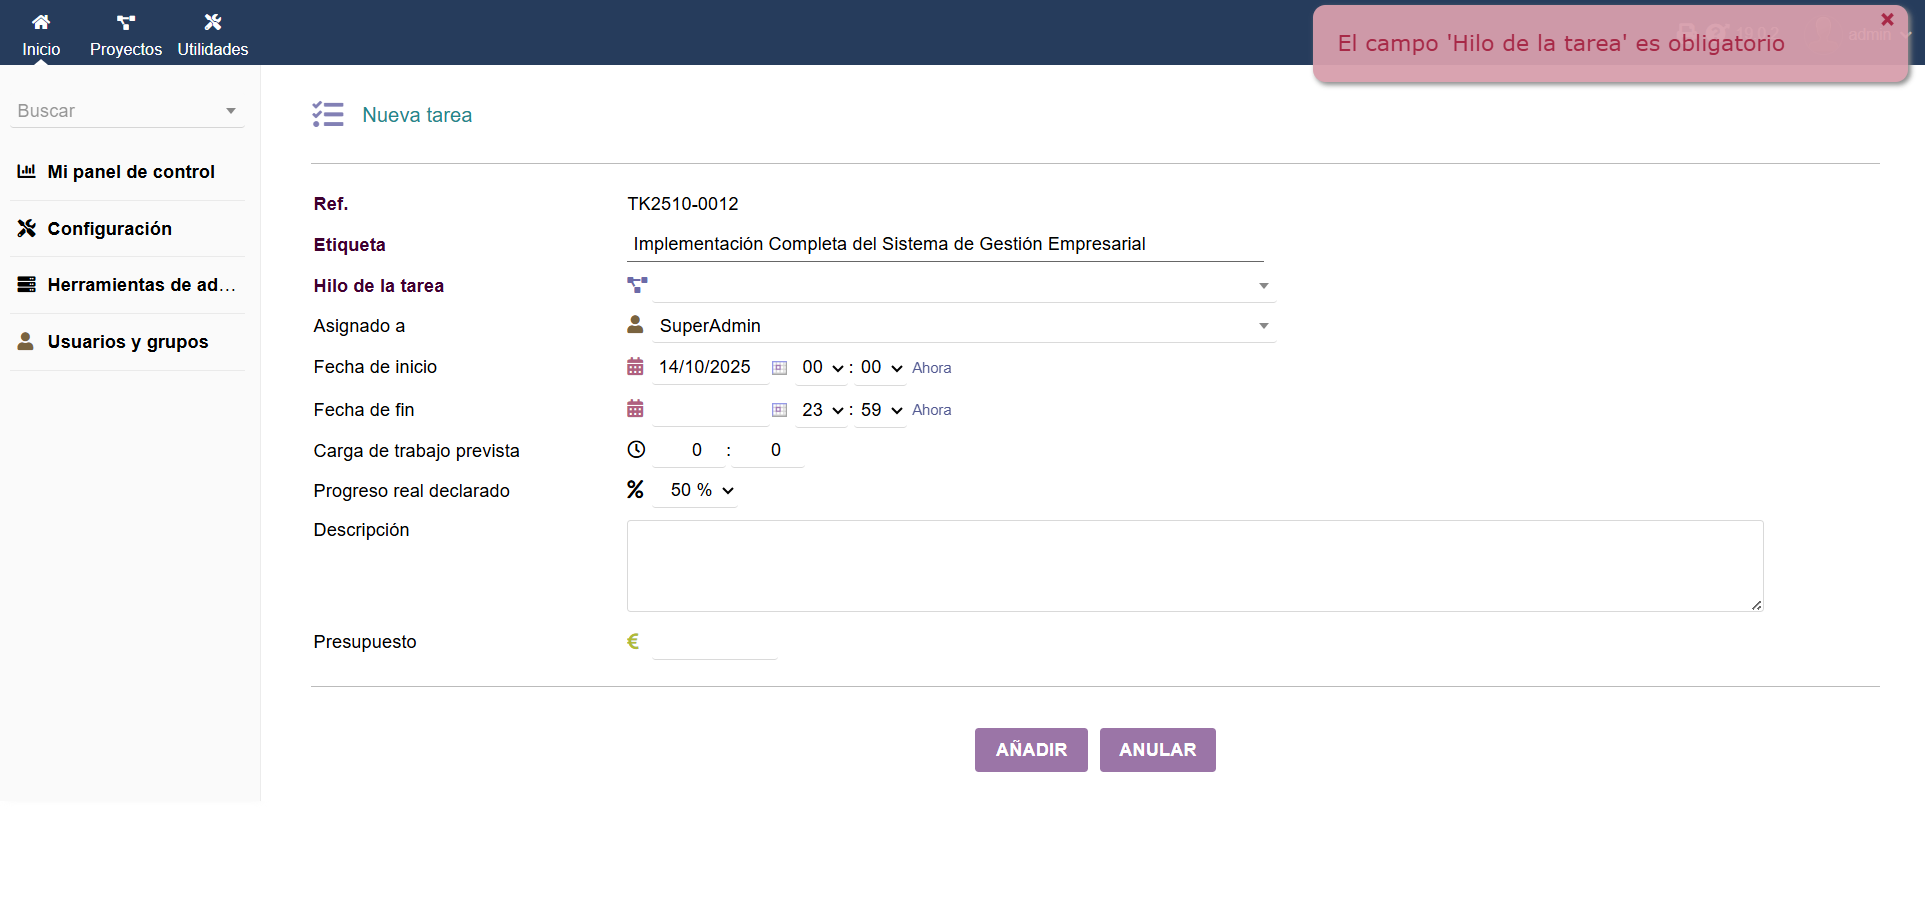 Inicio Proyectos Utilidades
El campo 'Hilo de la tarea' es obligatorio
admin
Buscar
Mi panel de control
Configuración
Herramientas de ad...
Usuarios y grupos
Nueva tarea
Ref. TK2510-0012
Etiqueta Implementación Completa del Sistema de Gestión Empresarial
Hilo de la tarea
Asignado a SuperAdmin
Fecha de inicio 14/10/2025 00 : 00 Ahora
Fecha de fin 23 : 59 Ahora
Carga de trabajo prevista 0 : 0
Progreso real declarado % 50 %
Descripción
Presupuesto €
AÑADIR ANULAR